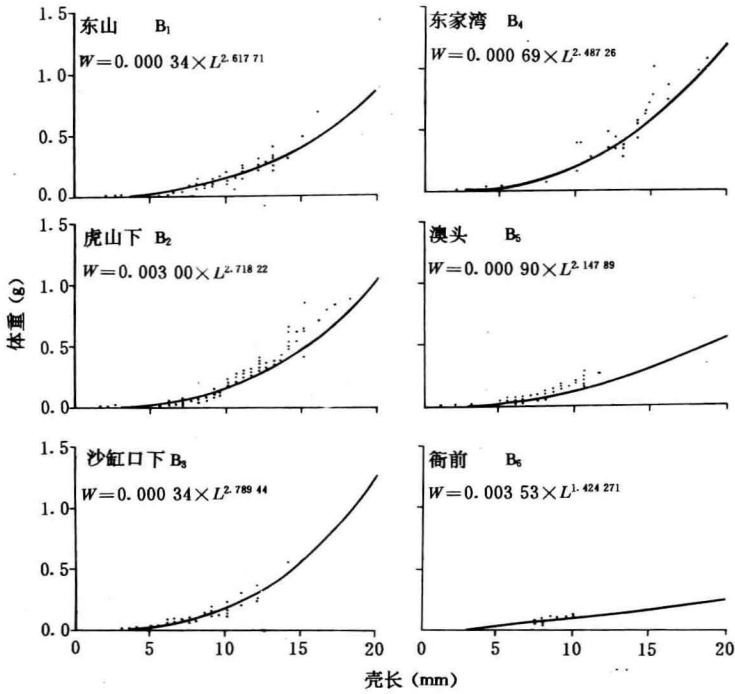 东山 B₁
W=0.000 34×L^2.617 71
1.5
1.0
0.5
0.0
东家湾 B₄
W=0.000 69×L^2.487 26
虎山下 B₂
W=0.003 00×L^2.718 22
1.5
1.0
0.5
0.0
澳头 B₅
W=0.000 90×L^2.147 89
体重(g)
沙缸口下B₃
W=0.000 34×L^2.789 44
1.5
1.0
0.5
0.0
0 5 10 15 20
衙前 B₆
W=0.003 53×L^1.424 271
5 10 15 20
壳长(mm)